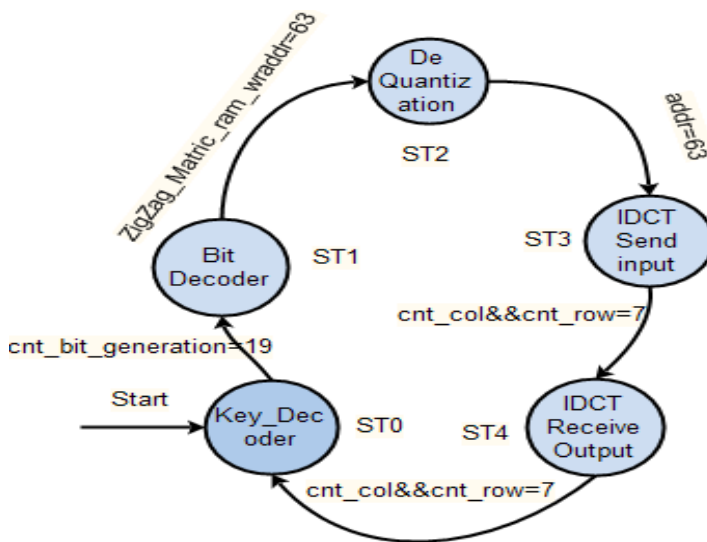 ZigZag_Matric_ram_wraddr=63
De
Quantiz
ation
ST2
addr=63
Bit
Decoder
ST1
ST3
IDCT
Send
input
cnt_bit_generation=19
cnt_col&&cnt_row=7
Start
Key_Dec
oder
ST0
ST4
IDCT
Receive
Output
cnt_col&&cnt_row=7